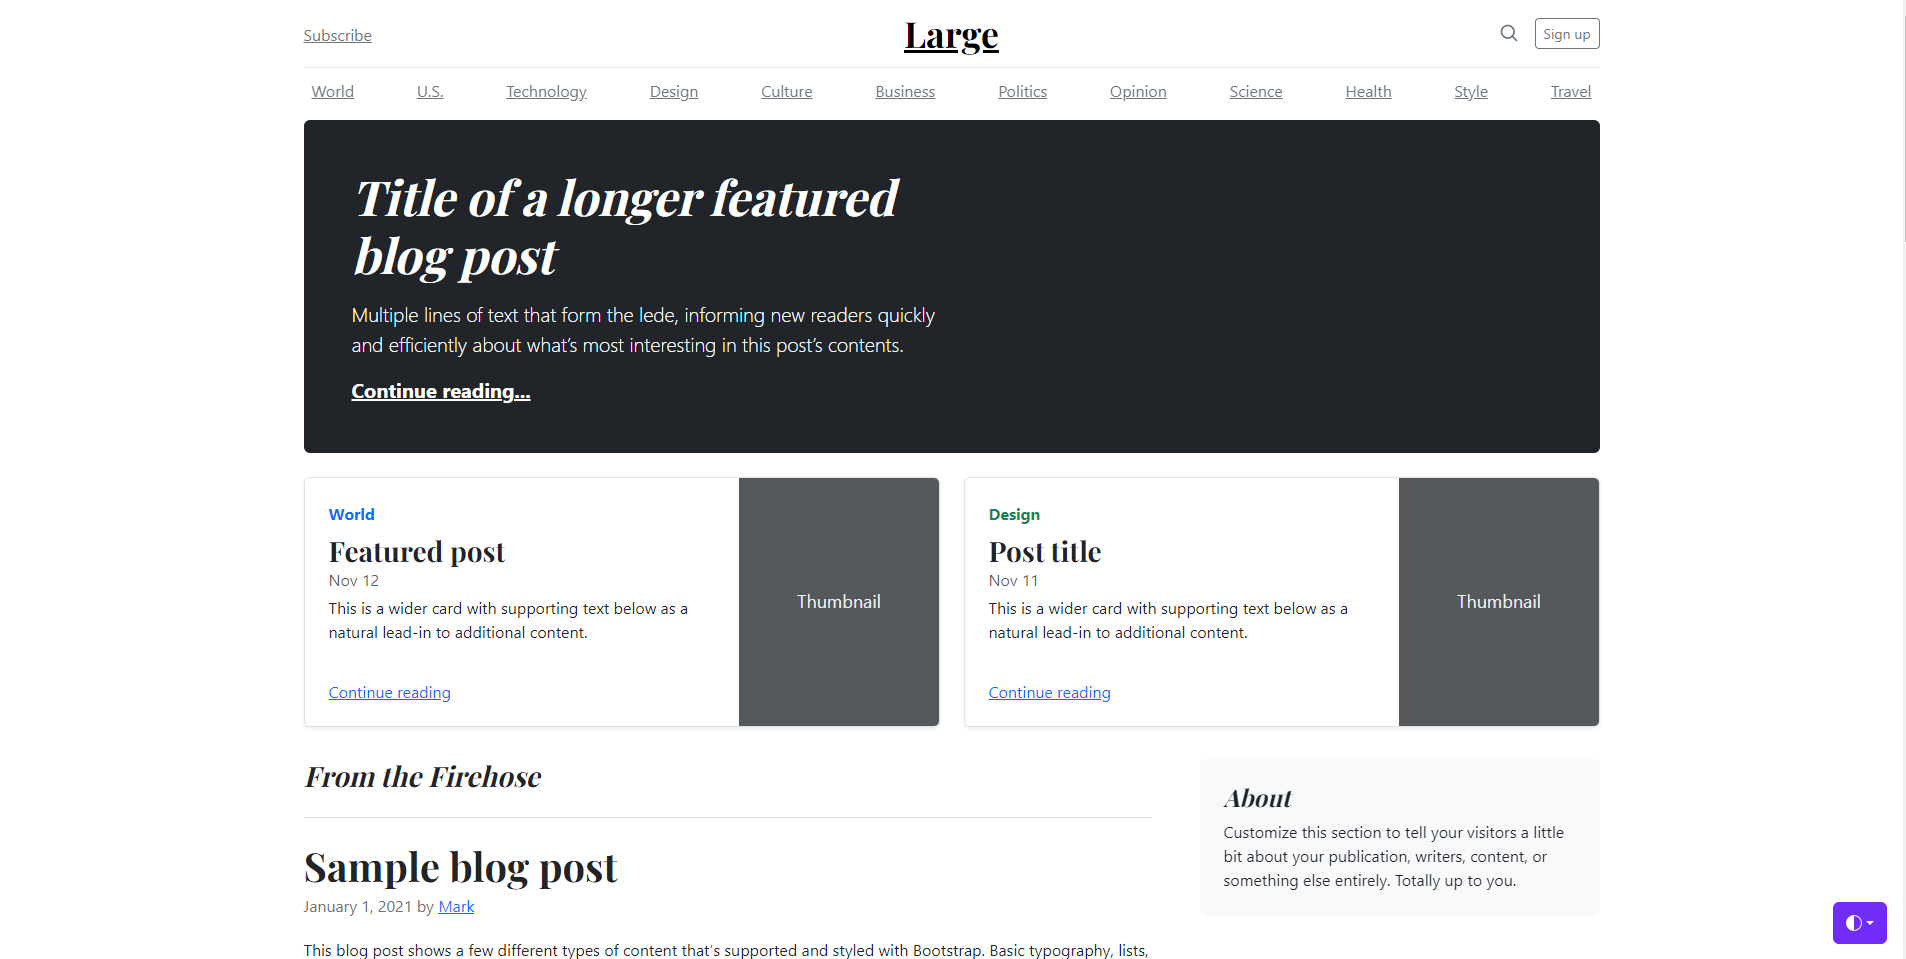 Subscribe
Large
Sign up
World U.S. Technology Design Culture Business Politics Opinion Science Health Style Travel
Title of a longer featured
blog post
Multiple lines of text that form the lede, informing new readers quickly
and efficiently about what’s most interesting in this post’s contents.
Continue reading...
World
Featured post
Nov 12
This is a wider card with supporting text below as a
natural lead-in to additional content.
Continue reading
Thumbnail
Design
Post title
Nov 11
This is a wider card with supporting text below as a
natural lead-in to additional content.
Continue reading
Thumbnail
From the Firehose
Sample blog post
January 1, 2021 by Mark
This blog post shows a few different types of content that’s supported and styled with Bootstrap. Basic typography, lists,
About
Customize this section to tell your visitors a little
bit about your publication, writers, content, or
something else entirely. Totally up to you.